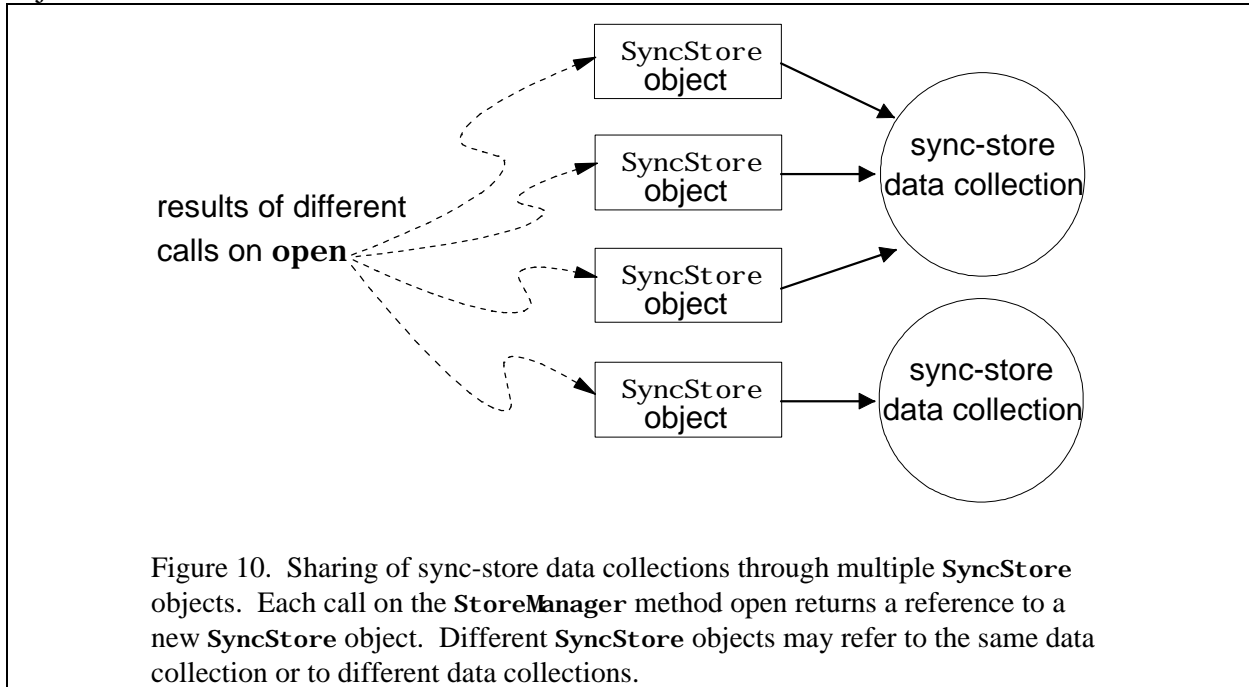 SyncStore
object
SyncStore
object
SyncStore
object
SyncStore
object
sync-store
data collection
sync-store
data collection
results of different
calls on open
Figure 10. Sharing of sync-store data collections through multiple SyncStore
objects. Each call on the StoreManager method open returns a reference to a
new SyncStore object. Different SyncStore objects may refer to the same data
collection or to different data collections.